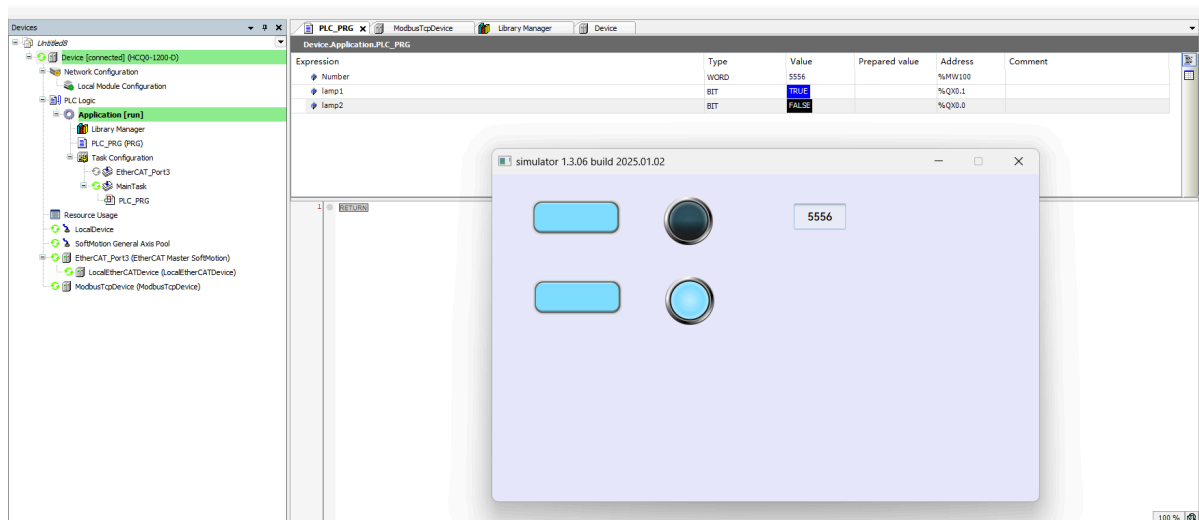 Devices
Untitled8
Device [connected] (HCQ0-1200-D)
Network Configuration
Local Module Configuration
PLC Logic
Application [run]
Library Manager
PLC_PRG (PRG)
Task Configuration
EtherCAT_Port3
MainTask
PLC_PRG
Resource Usage
LocalDevice
SoftMotion General Axis Pool
EtherCAT_Port3 (EtherCAT Master SoftMotion)
LocalEtherCATDevice (LocalEtherCATDevice)
ModbusTcpDevice (ModbusTcpDevice)
PLC_PRG ModbusTcpDevice Library Manager Device
Device.Application.PLC_PRG
Expression Type Value Prepared value Address Comment
Number WORD 5556 %MW100
lamp1 BIT TRUE %QX0.1
lamp2 BIT FALSE %QX0.0
1 RETURN
simulator 1.3.06 build 2025.01.02
5556
100 %